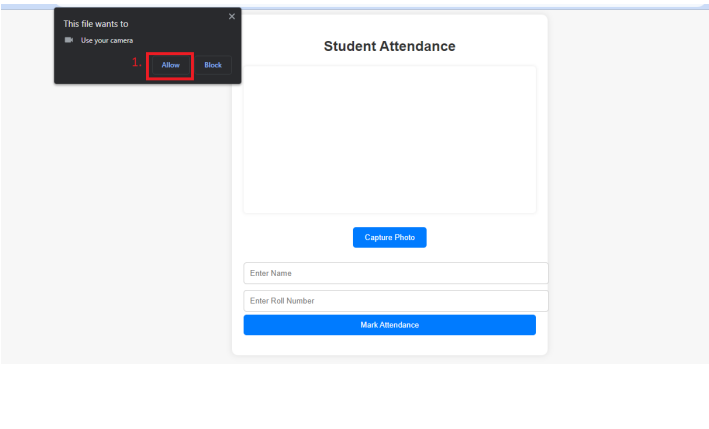 This file wants to
Use your camera
1.
Allow
Block
Student Attendance
Capture Photo
Enter Name
Enter Roll Number
Mark Attendance